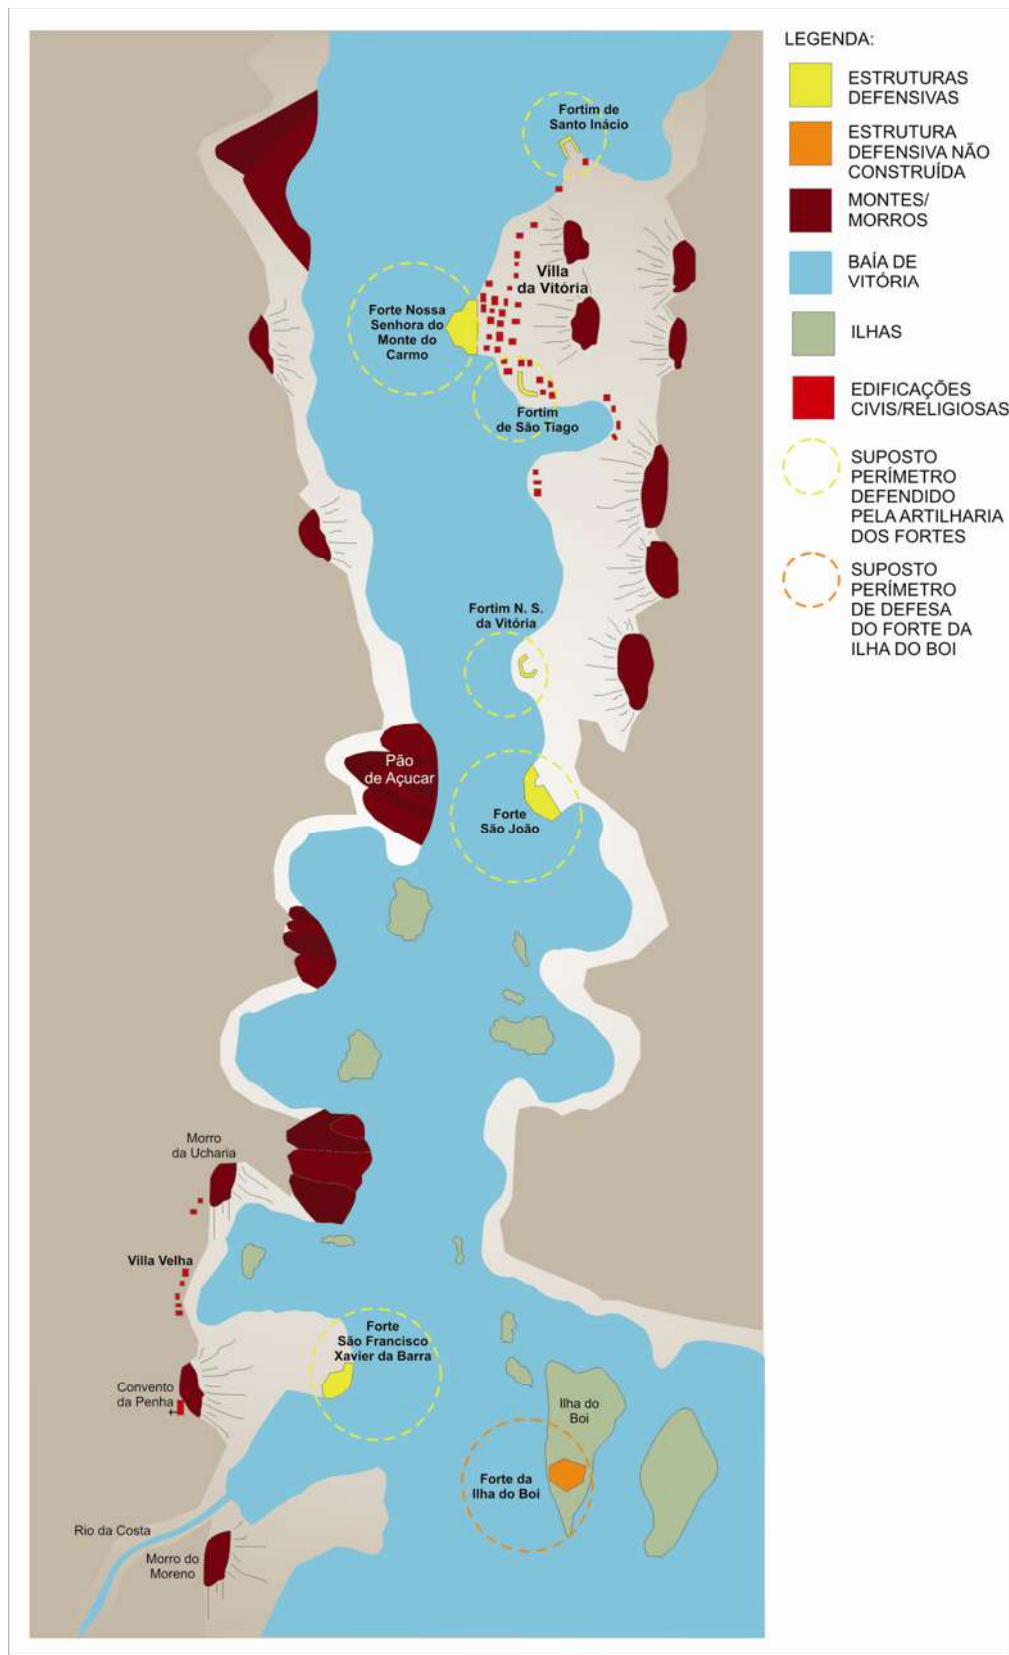 LEGENDA:
ESTRUTURAS
DEFENSIVAS
ESTRUTURA
DEFENSIVA NÃO
CONSTRUÍDA
MONTES/
MORROS
BAÍA DE
VITÓRIA
ILHAS
EDIFICAÇÕES
CIVIS/RELIGIOSAS
SUPOSTO
PERÍMETRO
DEFENDIDO
PELA ARTILHARIA
DOS FORTES
SUPOSTO
PERÍMETRO
DE DEFESA
DO FORTE DA
ILHA DO BOI
Fortim de
Santo Inácio
Villa
da Vitória
Forte Nossa
Senhora do
Monte do
Carmo
Fortim
de São Tiago
Fortim N. S.
da Vitória
Pão
de Açucar
Forte
São João
Morro
da Ucharia
Villa Velha
Forte
São Francisco
Xavier da Barra
Convento
da Penha
Ilha do
Boi
Forte da
Ilha do Boi
Rio da Costa
Morro do
Moreno